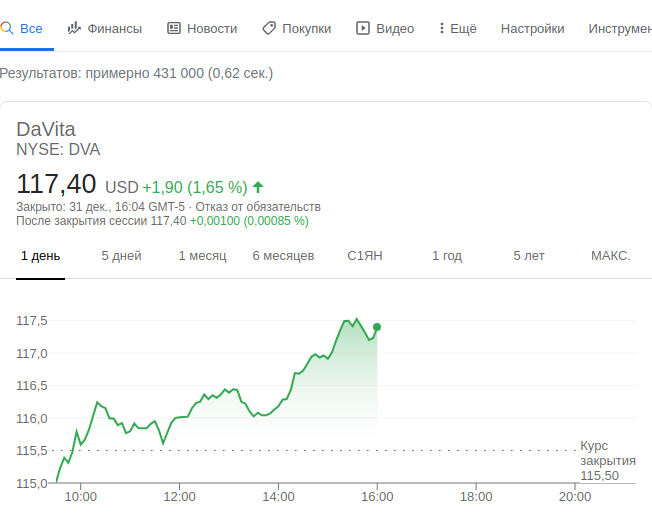 Все Финансы Новости Покупки Видео Ещё Настройки Инструмен
Результатов: примерно 431 000 (0,62 сек.)
DaVita
NYSE: DVA
117,40 USD +1,90 (1,65 %)
Закрыто: 31 дек., 16:04 GMT-5 · Отказ от обязательств
После закрытия сессии 117,40 +0,00100 (0,00085 %)
1 день 5 дней 1 месяц 6 месяцев С1ЯН 1 год 5 лет МАКС.
117,5
117,0
116,5
116,0
115,5
115,0
Курс
закрытия
115,50
10:00 12:00 14:00 16:00 18:00 20:00